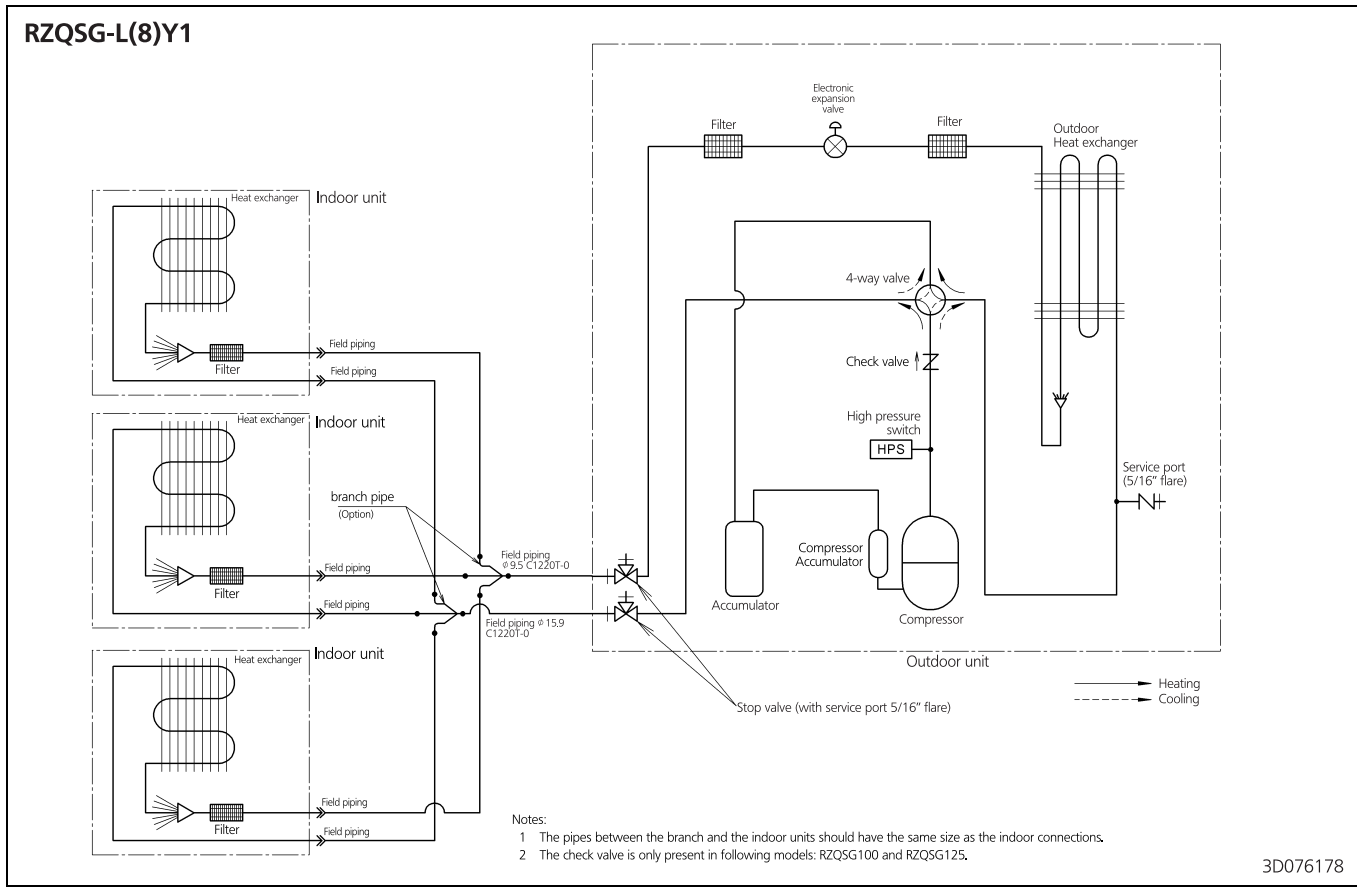 RZQSG-L(8)Y1
Electronic
expansion
valve
Filter
Filter
Outdoor
Heat exchanger
Heat exchanger
Indoor unit
4-way valve
Field piping
Filter
Field piping
Check valve
High pressure
switch
HPS
Heat exchanger
Indoor unit
Service port
(5/16" flare)
branch pipe
(Option)
Field piping
ϕ 9.5 C1220T-0
Compressor
Accumulator
Field piping
Filter
Field piping
Field piping ϕ 15.9
C1220T-0
Accumulator
Compressor
Heat exchanger
Indoor unit
Outdoor unit
Heating
Cooling
Stop valve (with service port 5/16" flare)
Field piping
Filter
Field piping
Notes:
1 The pipes between the branch and the indoor units should have the same size as the indoor connections.
2 The check valve is only present in following models: RZQSG100 and RZQSG125.
3D076178